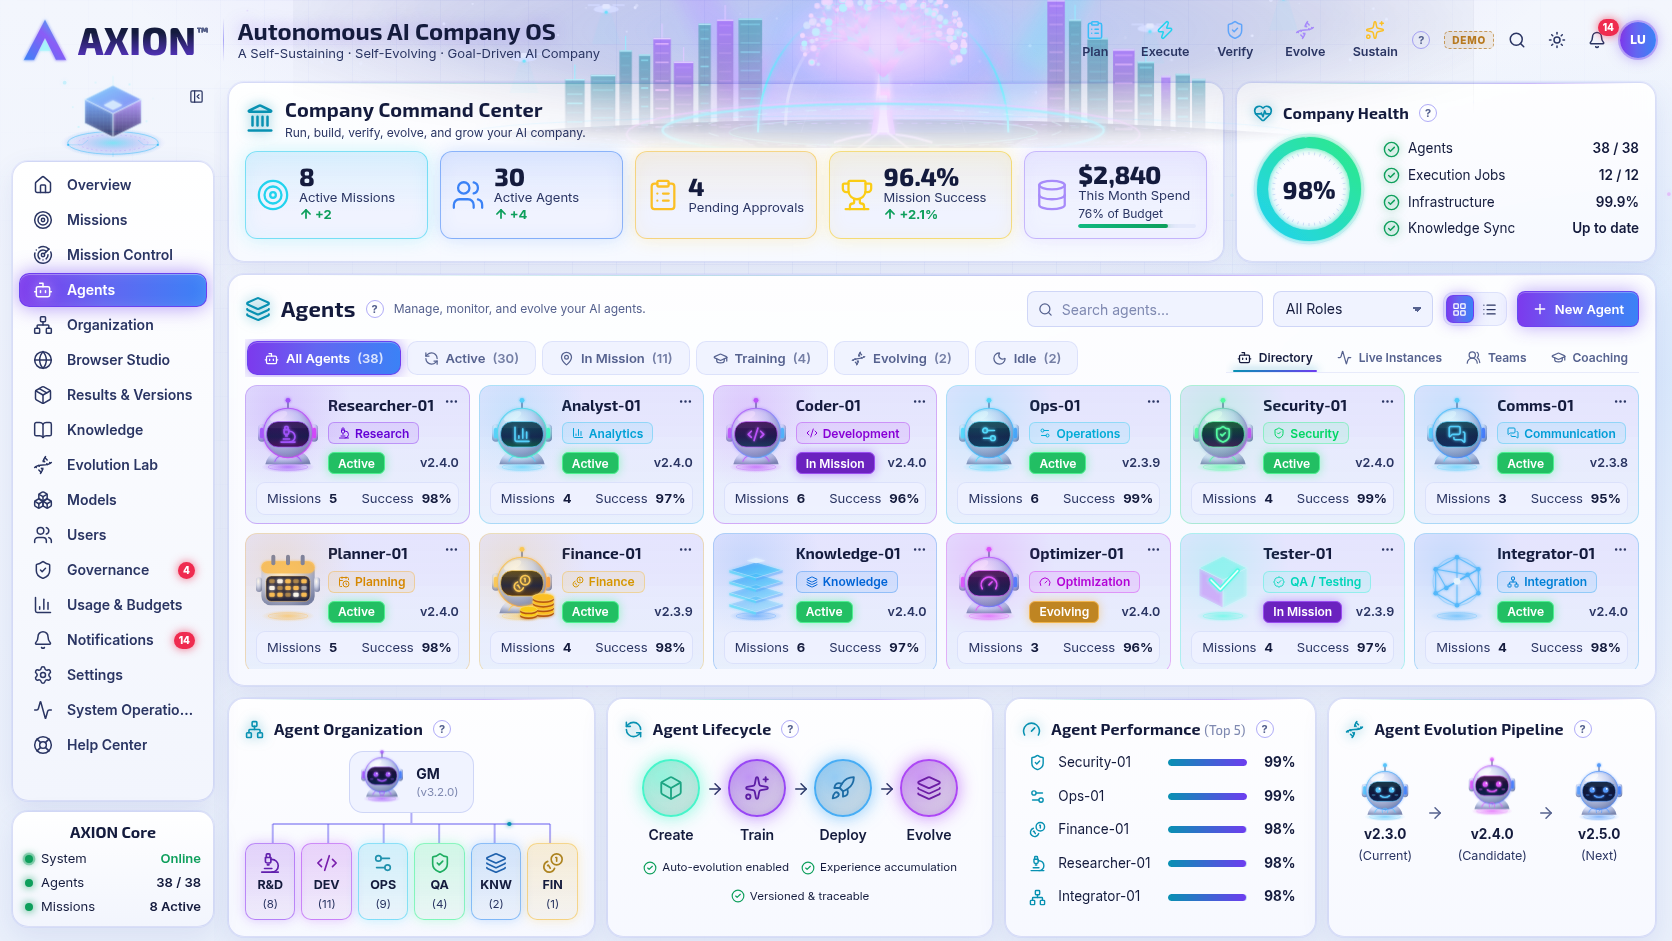 AXION™
Autonomous AI Company OS
A Self-Sustaining · Self-Evolving · Goal-Driven AI Company
Plan
Execute
Verify
Evolve
Sustain
?
DEMO
14
LU
Overview
Missions
Mission Control
Agents
Organization
Browser Studio
Results & Versions
Knowledge
Evolution Lab
Models
Users
Governance 4
Usage & Budgets
Notifications 14
Settings
System Operatio...
Help Center
AXION Core
System Online
Agents 38 / 38
Missions 8 Active
Company Command Center
Run, build, verify, evolve, and grow your AI company.
8
Active Missions
+2
30
Active Agents
+4
4
Pending Approvals
96.4%
Mission Success
+2.1%
$2,840
This Month Spend
76% of Budget
Company Health ?
98%
Agents 38 / 38
Execution Jobs 12 / 12
Infrastructure 99.9%
Knowledge Sync Up to date
Agents ? Manage, monitor, and evolve your AI agents.
Search agents...
All Roles
New Agent
All Agents (38)
Active (30)
In Mission (11)
Training (4)
Evolving (2)
Idle (2)
Directory
Live Instances
Teams
Coaching
Researcher-01
Research
Active v2.4.0
Missions 5 Success 98%
Analyst-01
Analytics
Active v2.4.0
Missions 4 Success 97%
Coder-01
Development
In Mission v2.4.0
Missions 6 Success 96%
Ops-01
Operations
Active v2.3.9
Missions 6 Success 99%
Security-01
Security
Active v2.4.0
Missions 4 Success 99%
Comms-01
Communication
Active v2.3.8
Missions 3 Success 95%
Planner-01
Planning
Active v2.4.0
Missions 5 Success 98%
Finance-01
Finance
Active v2.3.9
Missions 4 Success 98%
Knowledge-01
Knowledge
Active v2.4.0
Missions 6 Success 97%
Optimizer-01
Optimization
Evolving v2.4.0
Missions 3 Success 96%
Tester-01
QA / Testing
In Mission v2.3.9
Missions 4 Success 97%
Integrator-01
Integration
Active v2.4.0
Missions 4 Success 98%
Agent Organization ?
GM
(v3.2.0)
R&D
(8)
DEV
(11)
OPS
(9)
QA
(4)
KNW
(2)
FIN
(1)
Agent Lifecycle ?
Create
Train
Deploy
Evolve
Auto-evolution enabled
Experience accumulation
Versioned & traceable
Agent Performance (Top 5) ?
Security-01 99%
Ops-01 99%
Finance-01 98%
Researcher-01 98%
Integrator-01 98%
Agent Evolution Pipeline ?
v2.3.0
(Current)
v2.4.0
(Candidate)
v2.5.0
(Next)